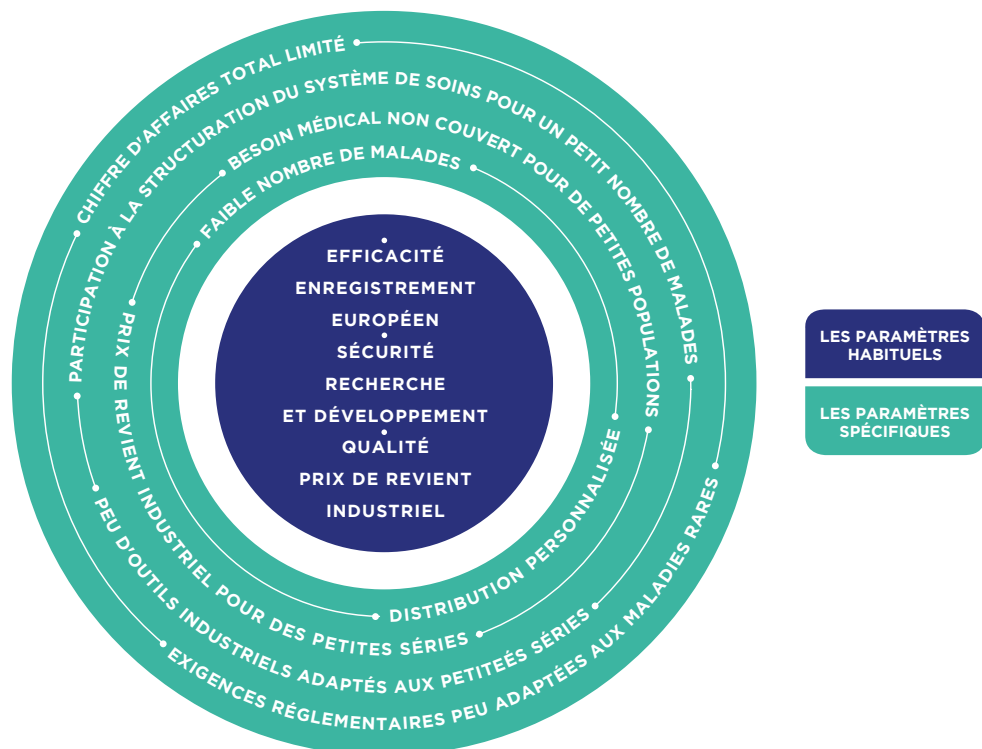 CHIFFRE D'AFFAIRES TOTAL LIMITÉ
PARTICIPATION À LA STRUCTURATION DU SYSTÈME DE SOINS POUR UN PETIT NOMBRE DE MALADES
BESOIN MÉDICAL NON COUVERT POUR DE PETITES POPULATIONS
FAIBLE NOMBRE DE MALADES
EFFICACITÉ
ENREGISTREMENT
EUROPÉEN
SÉCURITÉ
RECHERCHE
ET DÉVELOPPEMENT
QUALITÉ
PRIX DE REVIENT
INDUSTRIEL
DISTRIBUTION PERSONNALISÉE
PRIX DE REVIENT INDUSTRIEL POUR DES PETITES SÉRIES
PEU D'OUTILS INDUSTRIELS ADAPTÉS AUX PETITEÉS SÉRIES
EXIGENCES RÉGLEMENTAIRES PEU ADAPTÉES AUX MALADIES RARES
LES PARAMÈTRES
HABITUELS
LES PARAMÈTRES
SPÉCIFIQUES